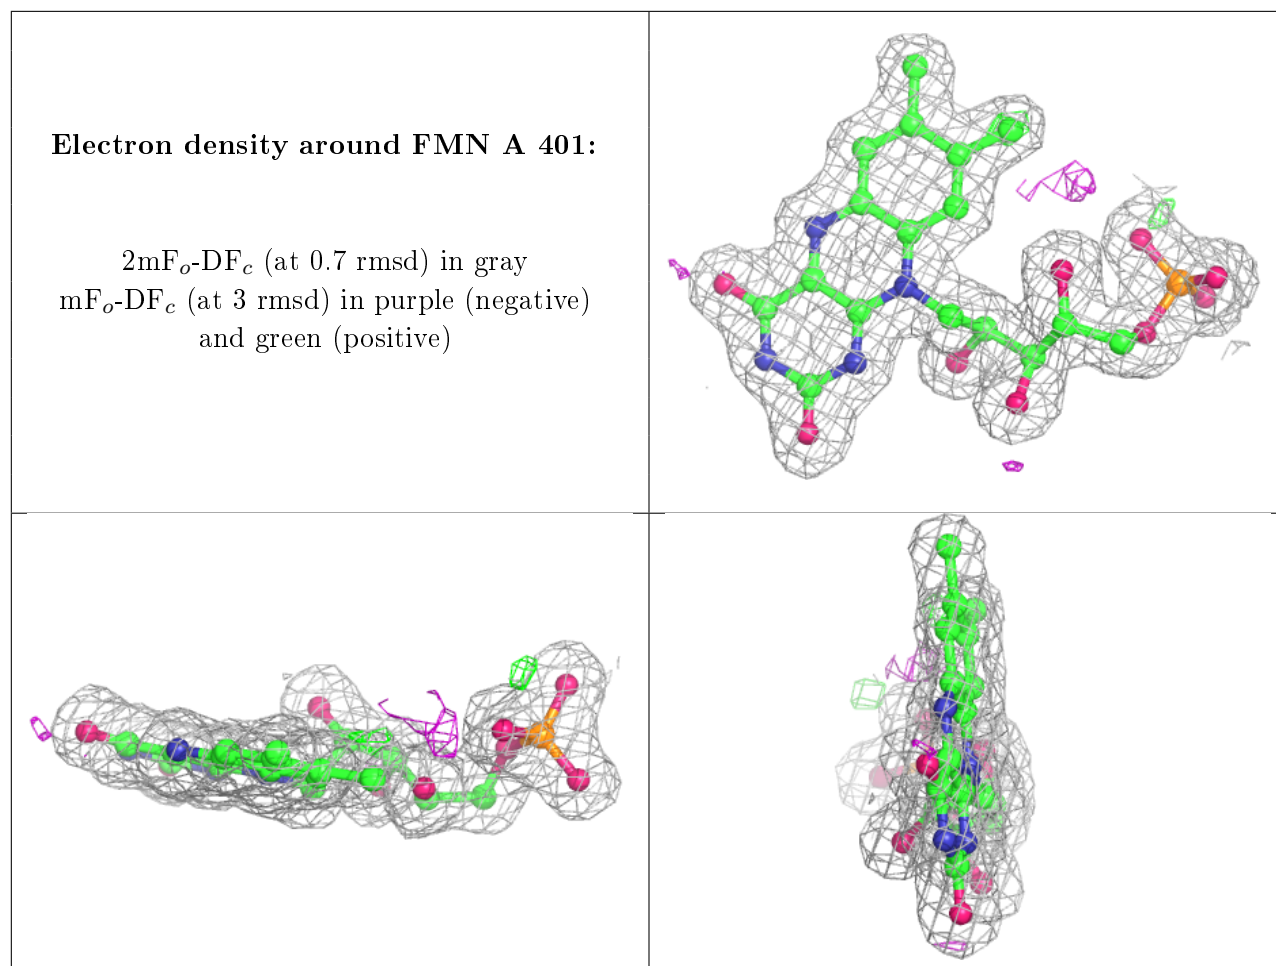 Electron density around FMN A 401:
2mFo-DFc (at 0.7 rmsd) in gray
mFo-DFc (at 3 rmsd) in purple (negative)
and green (positive)